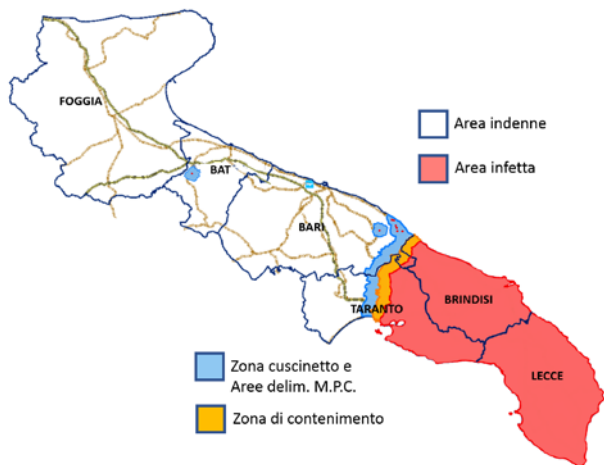 FOGGIA
Area indenne
Area infetta
BAT
BARI
BRINDISI
TARANTO
LECCE
Zona cuscinetto e
Aree delim. M.P.C.
Zona di contenimento